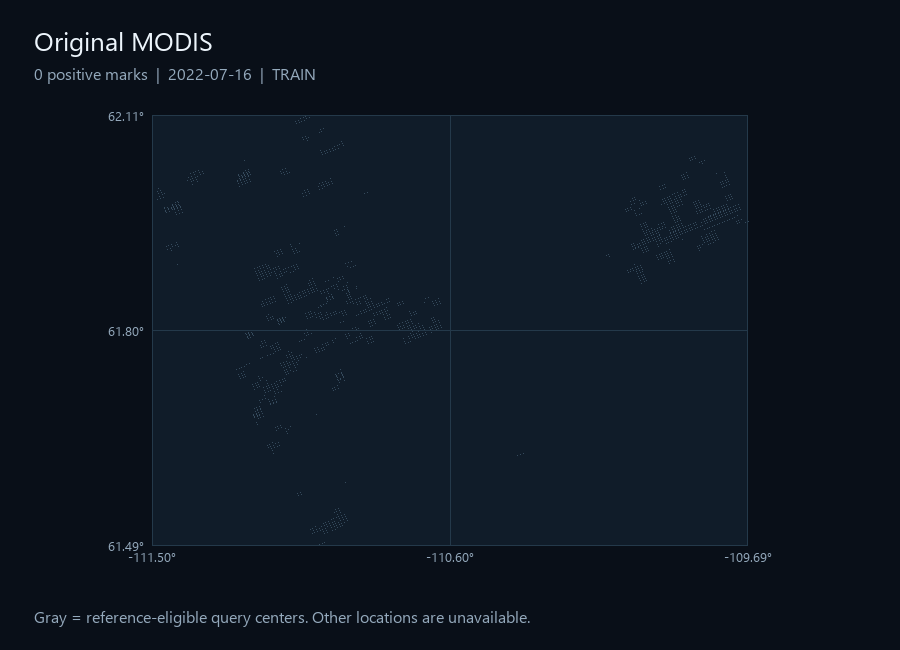 Original MODIS
0 positive marks | 2022-07-16 | TRAIN
62.11°
61.80°
61.49°
-111.50°
-110.60°
-109.69°
Gray = reference-eligible query centers. Other locations are unavailable.